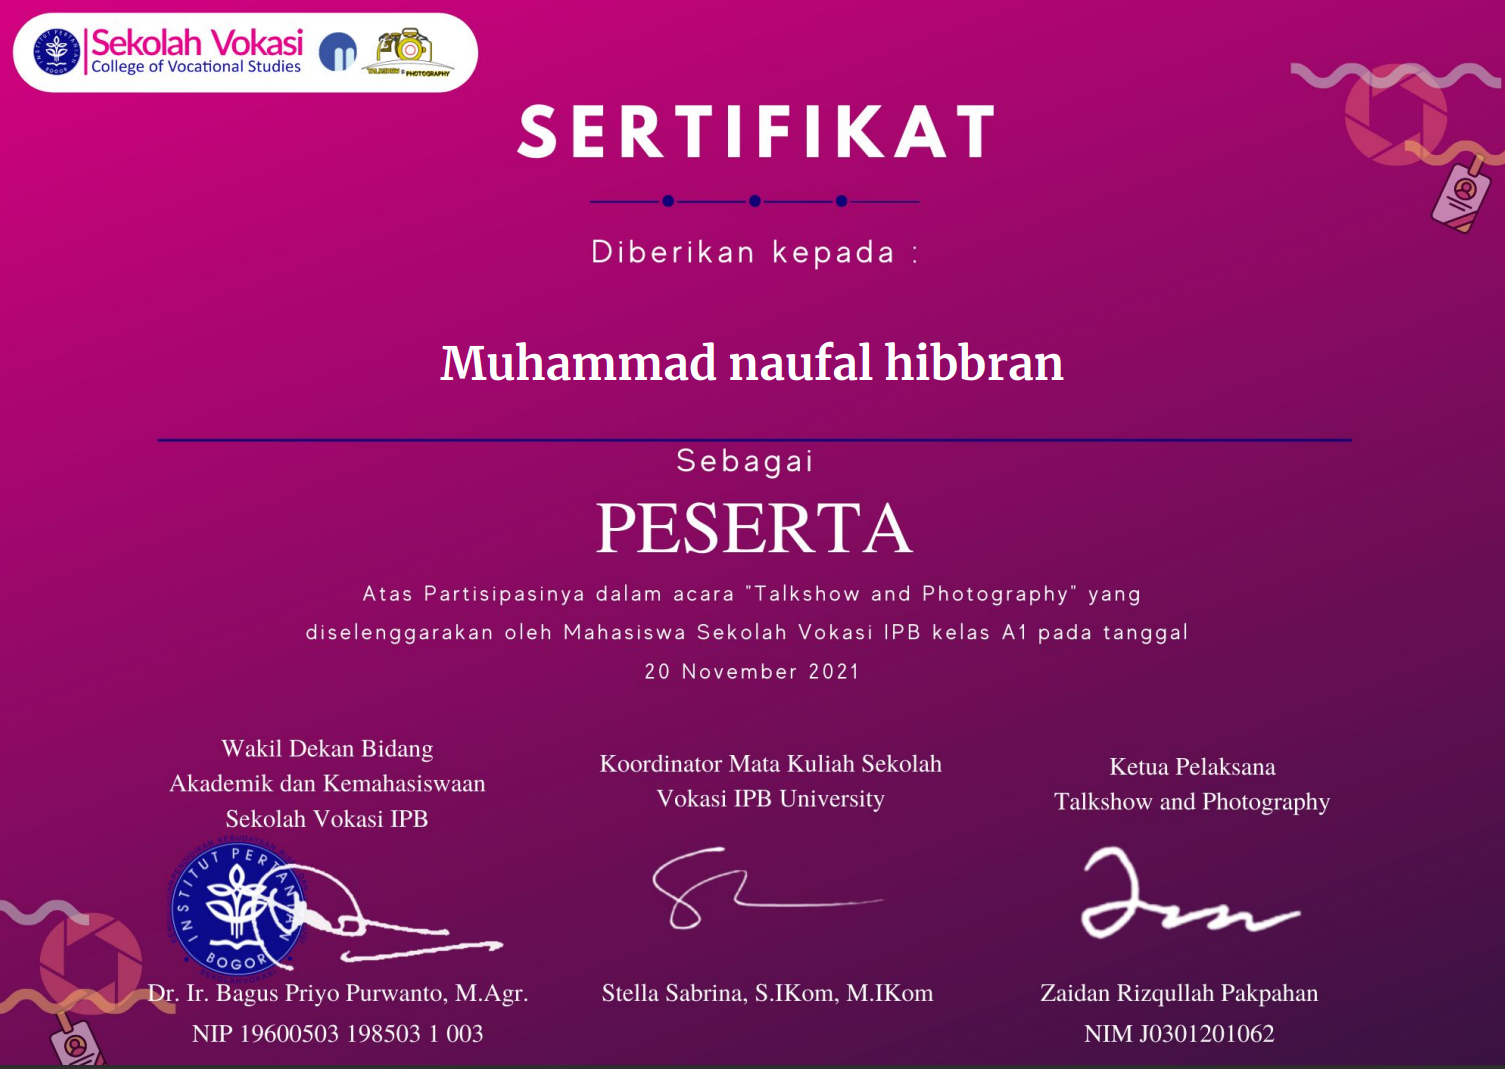 Sekolah Vokasi
College of Vocational Studies
TALKSHOW & PHOTOGRAPHY
SERTIFIKAT
Diberikan kepada :
Muhammad naufal hibbran
Sebagai
PESERTA
Atas Partisipasinya dalam acara "Talkshow and Photography" yang
diselenggarakan oleh Mahasiswa Sekolah Vokasi IPB kelas A1 pada tanggal
20 November 2021
Wakil Dekan Bidang
Akademik dan Kemahasiswaan
Sekolah Vokasi IPB
Koordinator Mata Kuliah Sekolah
Vokasi IPB University
Ketua Pelaksana
Talkshow and Photography
INSTITUT PERTANIAN
BOGOR
Dr. Ir. Bagus Priyo Purwanto, M.Agr.
NIP 19600503 198503 1 003
Stella Sabrina, S.IKom, M.IKom
Zaidan Rizqullah Pakpahan
NIM J0301201062